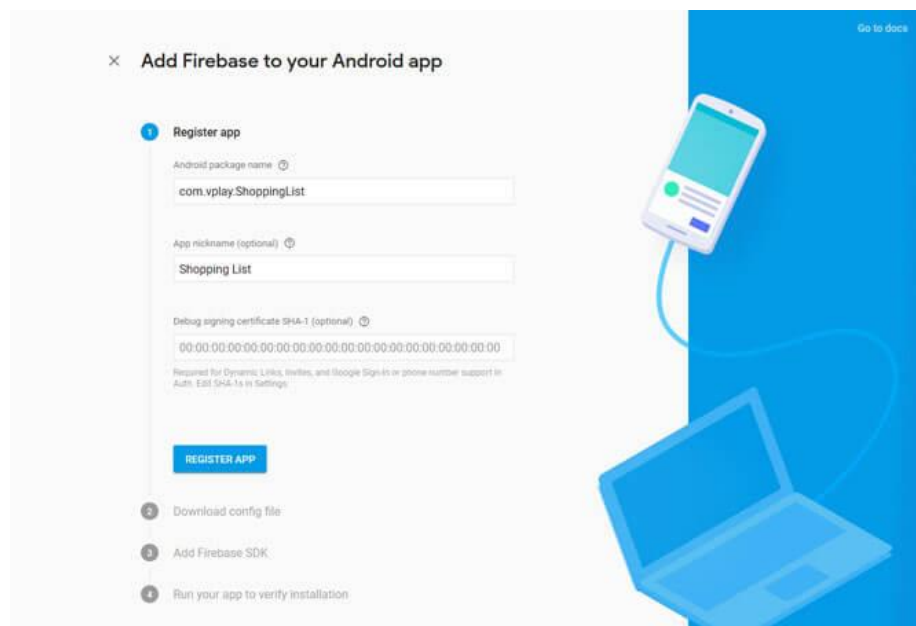 Go to docs
Add Firebase to your Android app
1 Register app
Android package name
com.vplay.ShoppingList
App nickname (optional)
Shopping List
Debug signing certificate SHA-1 (optional)
00:00:00:00:00:00:00:00:00:00:00:00:00:00:00:00:00:00:00:00
Required for Dynamic Links, Invites, and Google Sign-In or phone number support in
Auth. Edit SHA-1s in Settings.
REGISTER APP
2 Download config file
3 Add Firebase SDK
4 Run your app to verify installation